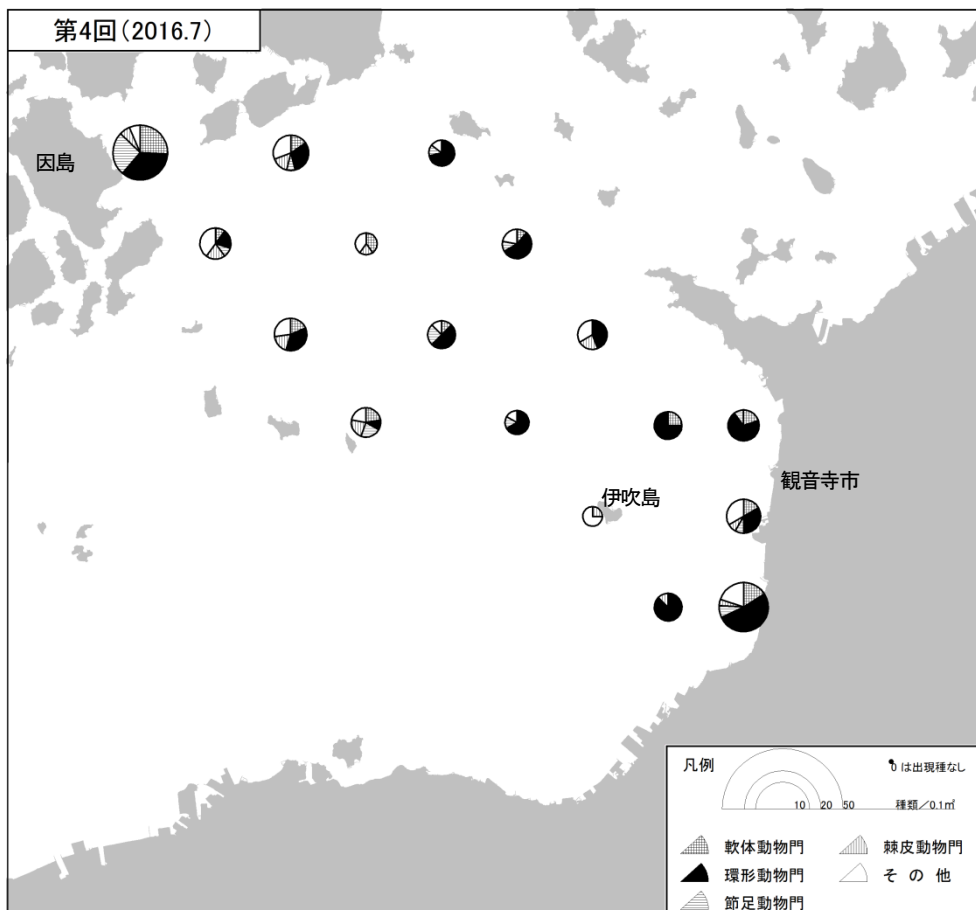 第4回(2016.7)
因島
観音寺市
伊吹島
凡例
0 は出現種なし
10 20 50 種類/0.1㎡
軟体動物門 棘皮動物門
環形動物門 そ の 他
節足動物門